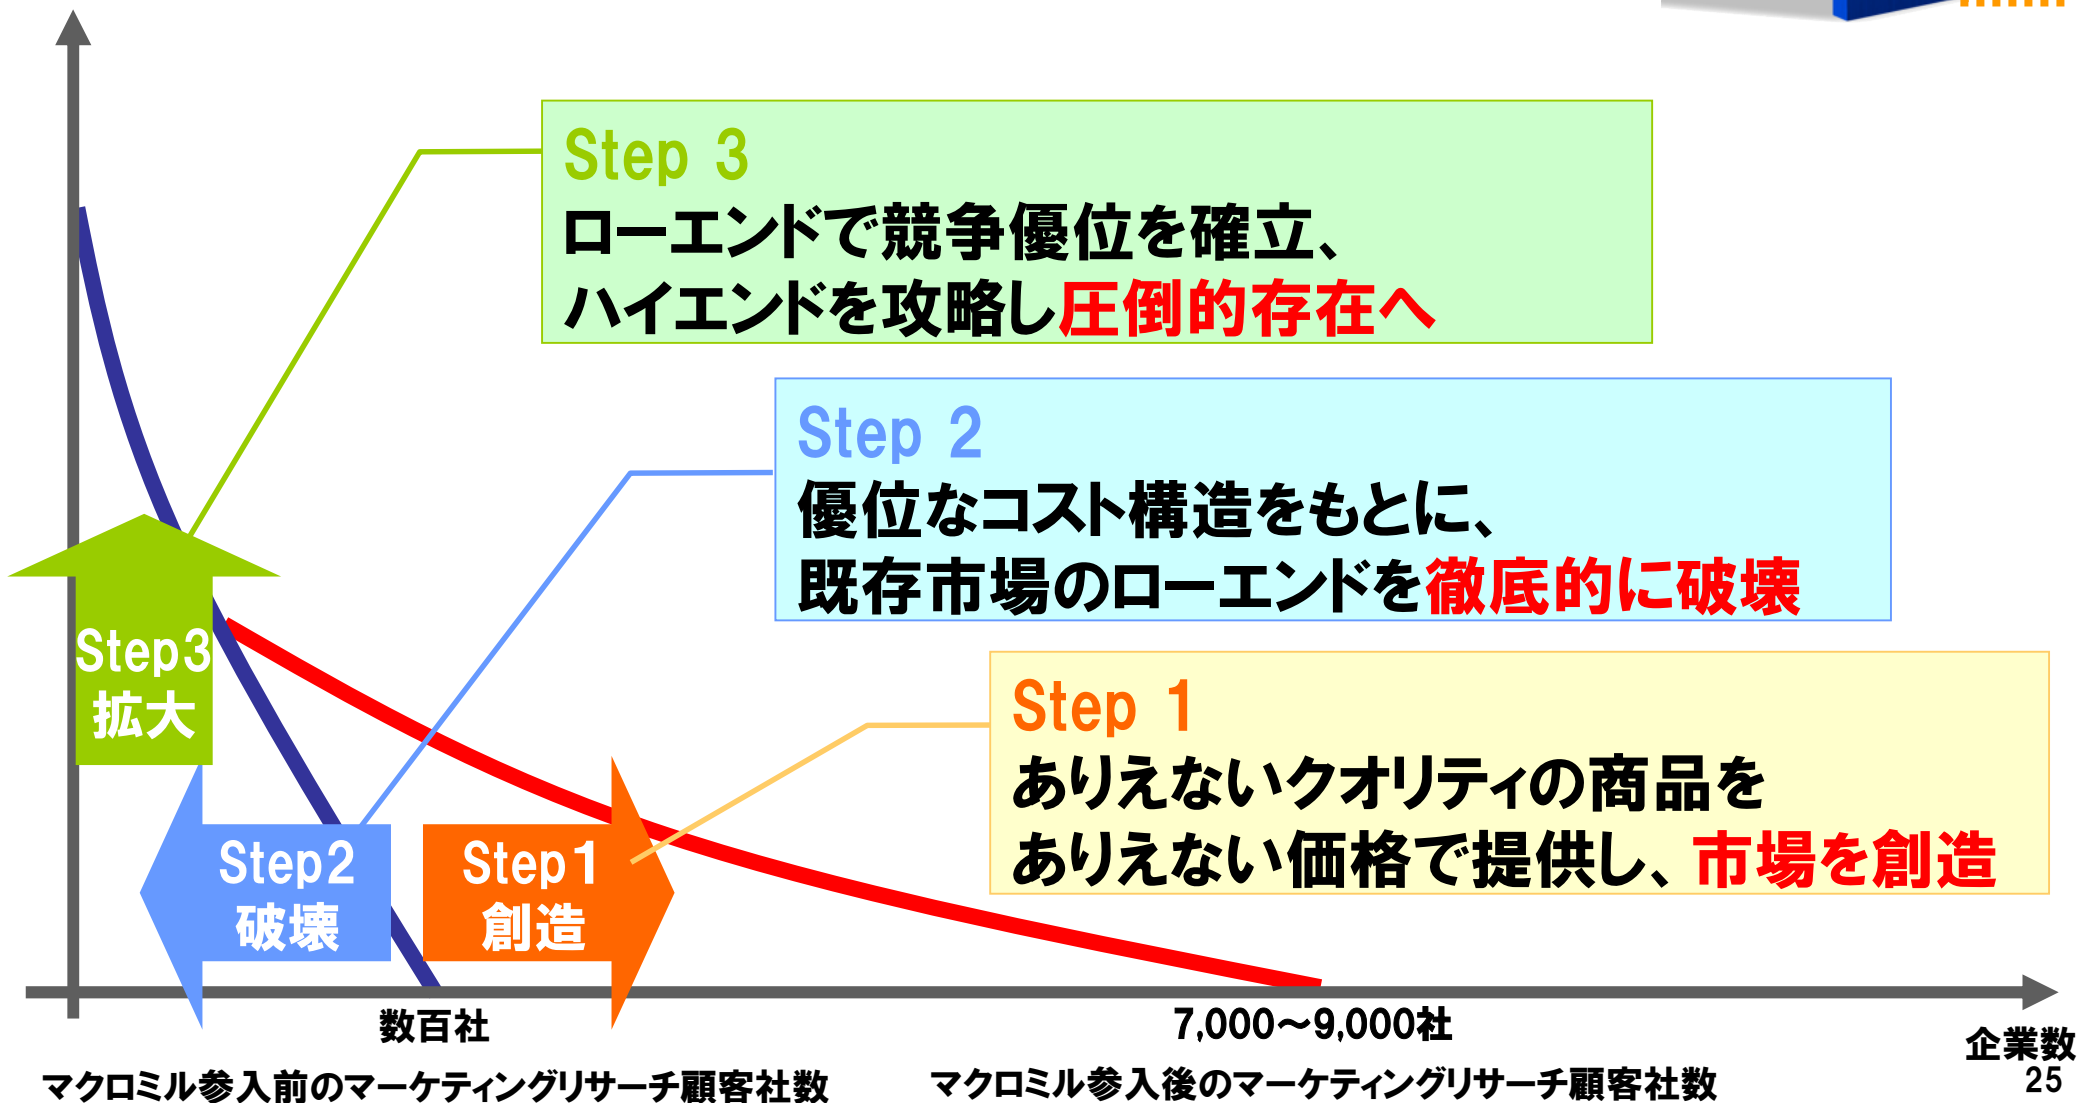 Step 3
ローエンドで競争優位を確立、
ハイエンドを攻略し圧倒的存在へ
Step 2
優位なコスト構造をもとに、
既存市場のローエンドを徹底的に破壊
Step 1
ありえないクオリティの商品を
ありえない価格で提供し、市場を創造
Step3
拡大
Step2
破壊
Step1
創造
数百社
7,000～9,000社
企業数
マクロミル参入前のマーケティングリサーチ顧客社数
マクロミル参入後のマーケティングリサーチ顧客社数
25